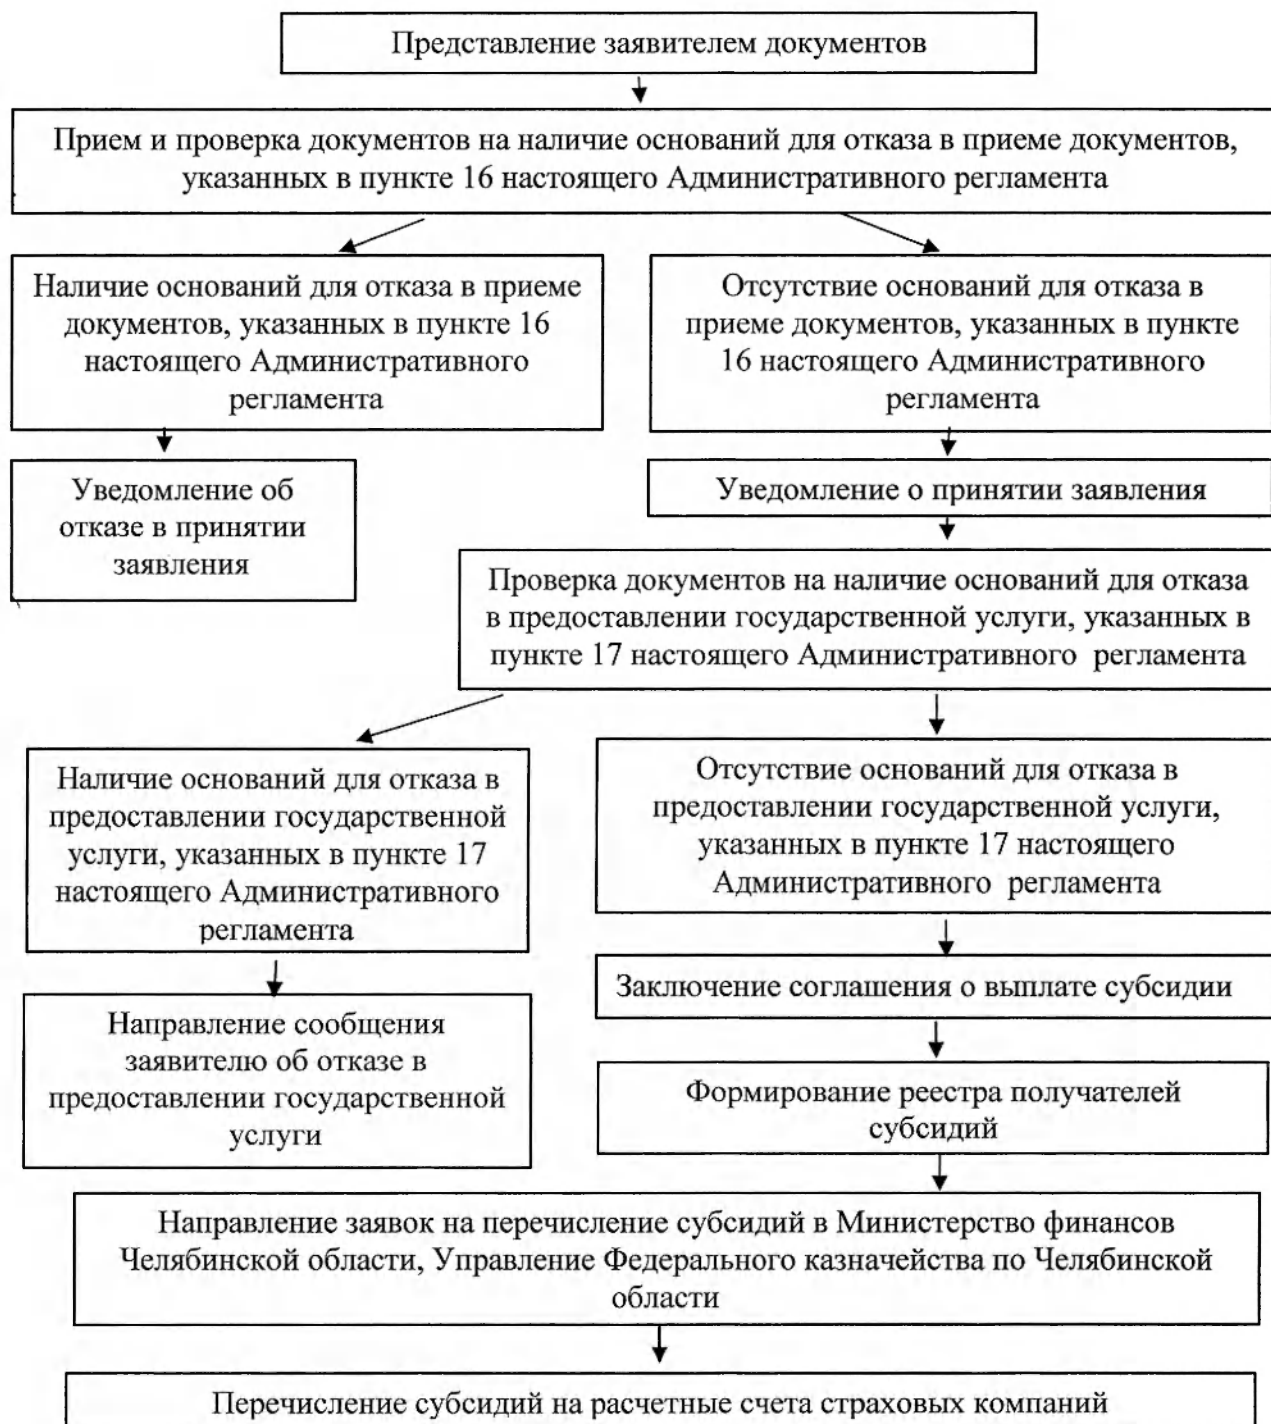 Представление заявителем документов
Прием и проверка документов на наличие оснований для отказа в приеме документов,
указанных в пункте 16 настоящего Административного регламента
Наличие оснований для отказа в приеме
документов, указанных в пункте 16
настоящего Административного
регламента
Отсутствие оснований для отказа в
приеме документов, указанных в пункте
16 настоящего Административного
регламента
Уведомление об
отказе в принятии
заявления
Уведомление о принятии заявления
Проверка документов на наличие оснований для отказа
в предоставлении государственной услуги, указанных в
пункте 17 настоящего Административного регламента
Наличие оснований для отказа в
предоставлении государственной
услуги, указанных в пункте 17
настоящего Административного
регламента
Отсутствие оснований для отказа в
предоставлении государственной услуги,
указанных в пункте 17 настоящего
Административного регламента
Направление сообщения
заявителю об отказе в
предоставлении государственной
услуги
Заключение соглашения о выплате субсидии
Формирование реестра получателей
субсидий
Направление заявок на перечисление субсидий в Министерство финансов
Челябинской области, Управление Федерального казначейства по Челябинской
области
Перечисление субсидий на расчетные счета страховых компаний